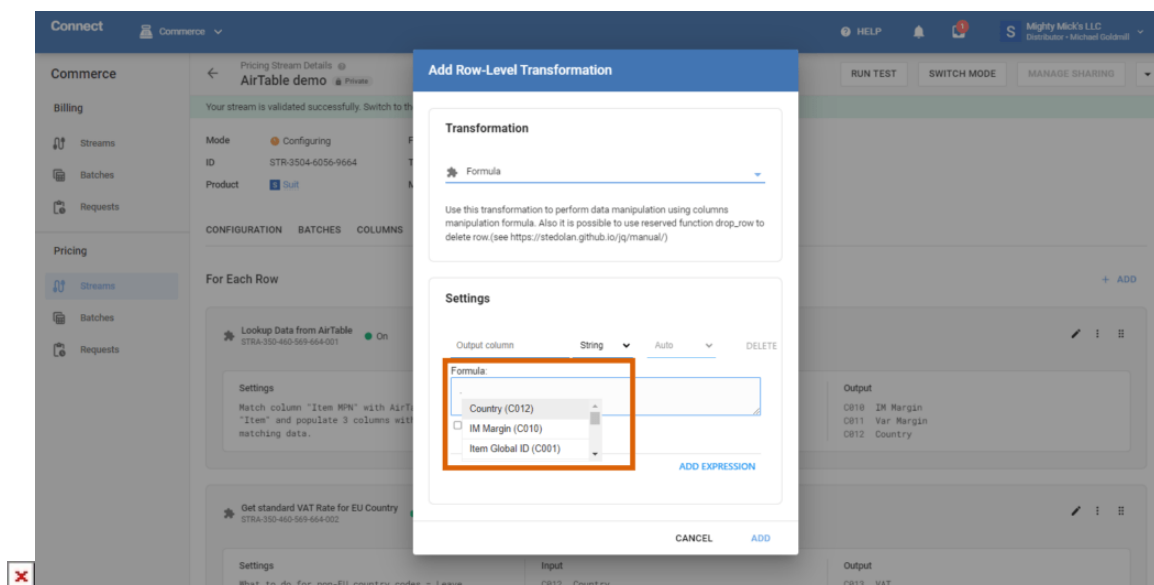 Connect
Commerce
HELP
S
Mighty Mick's LLC
Distributor - Michael Goldmill
Commerce
Billing
Streams
Batches
Requests
Pricing
Streams
Batches
Requests
Pricing Stream Details
AirTable demo Private
RUN TEST
SWITCH MODE
MANAGE SHARING
Your stream is validated successfully. Switch to th
Mode Configuring
ID STR-3504-6056-9664
Product Suit
CONFIGURATION BATCHES COLUMNS
For Each Row
+ ADD
Lookup Data from AirTable On
STRA-350-460-569-664-001
Settings
Match column "Item MPN" with AirT
"Item" and populate 3 columns wit
matching data.
Output
C010 IM Margin
C011 Var Margin
C012 Country
Get standard VAT Rate for EU Country
STRA-350-460-569-664-002
Settings
What to do for non-EU country codes = Leave
Input
C012 Country
Output
C013 VAT
Add Row-Level Transformation
Transformation
Formula
Use this transformation to perform data manipulation using columns
manipulation formula. Also it is possible to use reserved function drop_row to
delete row.(see https://stedolan.github.io/jq/manual/)
Settings
Output column String Auto DELETE
Formula:
.
Country (C012)
IM Margin (C010)
Item Global ID (C001)
ADD EXPRESSION
CANCEL ADD